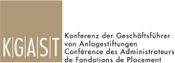 KGAST
Konferenz der Geschäftsführer
von Anlagestiftungen
Conférence des Administrateurs
de Fondations de Placement